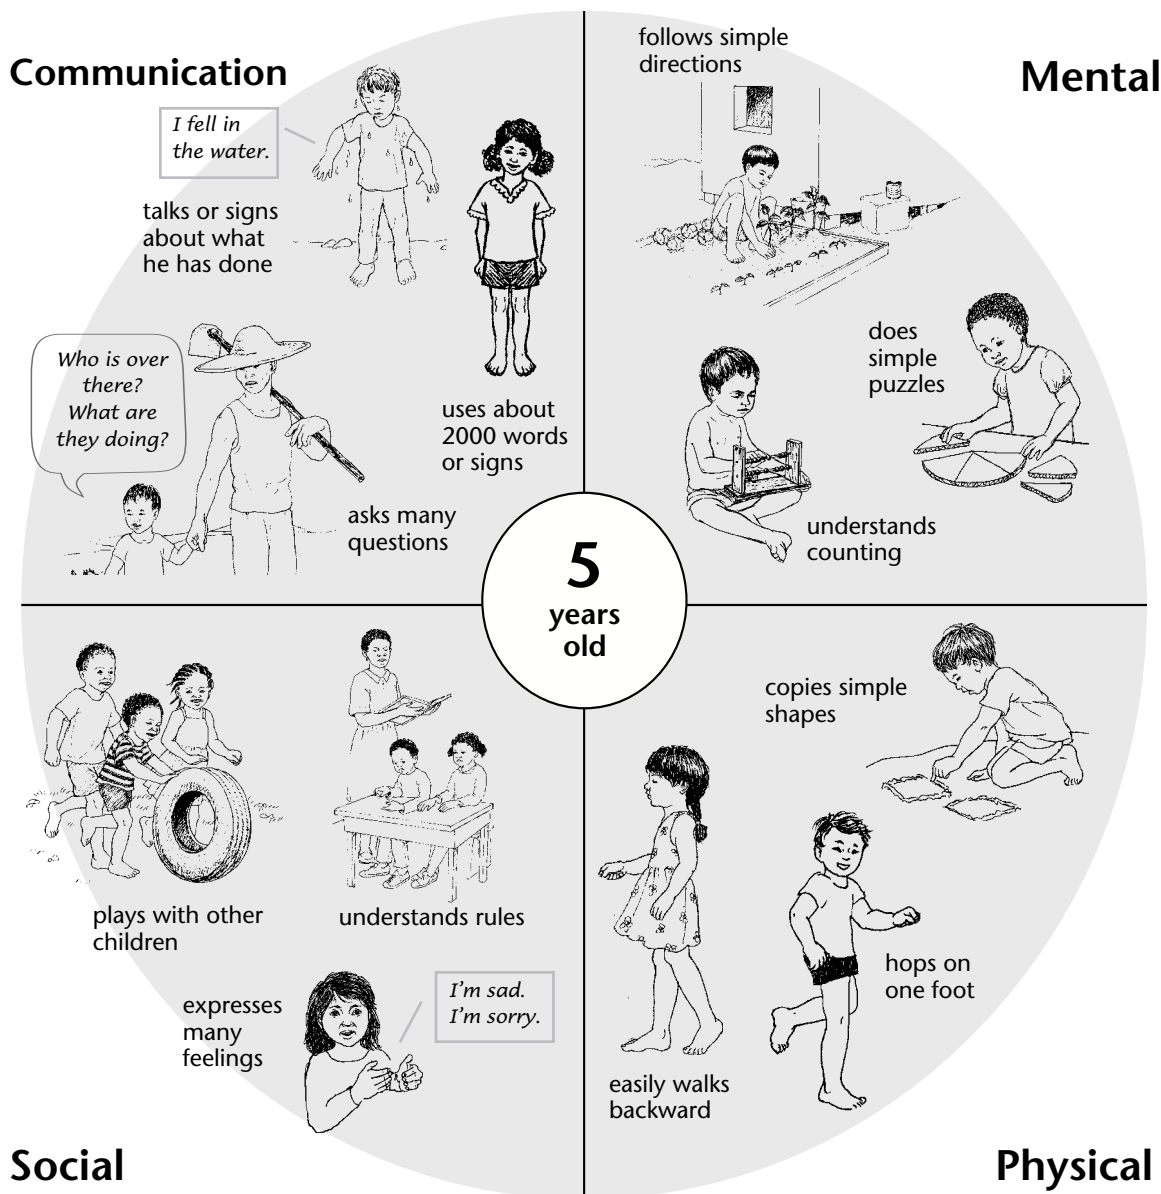 Communication
I fell in
the water.
talks or signs
about what
he has done
uses about
2000 words
or signs
Who is over
there?
What are
they doing?
asks many
questions
Mental
follows simple
directions
does
simple
puzzles
understands
counting
5
years
old
plays with other
children
understands rules
expresses
many
feelings
I'm sad.
I'm sorry.
Social
copies simple
shapes
hops on
one foot
easily walks
backward
Physical